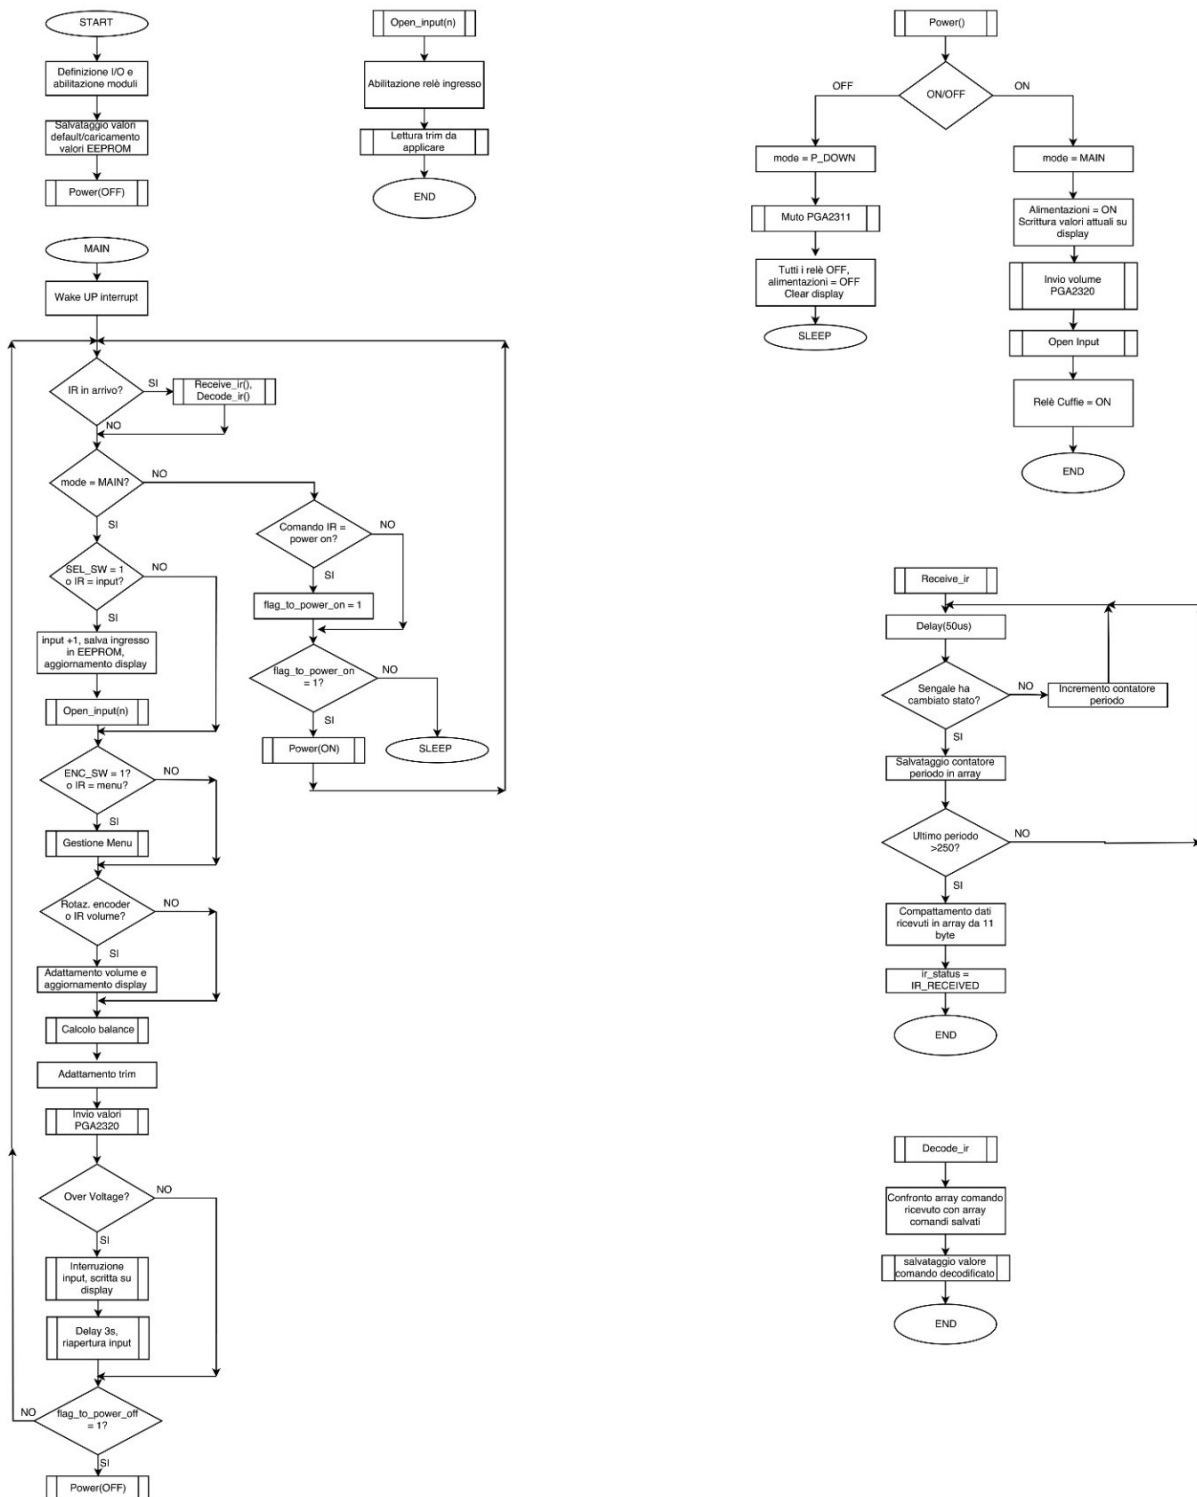 START
Definizione I/O e
abilitazione moduli
Salvataggio valori
default/caricamento
valori EEPROM
Power(OFF)
Open_input(n)
Abilitazione relè ingresso
Lettura trim da
applicare
END
Power()
ON/OFF
OFF
ON
mode = P_DOWN
Muto PGA2311
Tutti i relè OFF,
alimentazioni = OFF
Clear display
SLEEP
mode = MAIN
Alimentazioni = ON
Scrittura valori attuali su
display
Invio volume
PGA2320
Open Input
Relè Cuffie = ON
END
MAIN
Wake UP interrupt
IR in arrivo?
SI
Receive_ir(),
Decode_ir()
NO
mode = MAIN?
NO
SI
Comando IR =
power on?
NO
SI
flag_to_power_on = 1
flag_to_power_on
= 1?
NO
SI
Power(ON)
SLEEP
SEL_SW = 1
o IR = input?
NO
SI
input +1, salva ingresso
in EEPROM,
aggiornamento display
Open_input(n)
ENC_SW = 1?
o IR = menu?
NO
SI
Gestione Menu
Rotaz. encoder
o IR volume?
NO
SI
Adattamento volume e
aggiornamento display
Calcolo balance
Adattamento trim
Invio valori
PGA2320
Over Voltage?
NO
SI
Interruzione
input, scritta su
display
Delay 3s,
riapertura input
flag_to_power_off
= 1?
NO
SI
Power(OFF)
Receive_ir
Delay(50us)
Sengale ha
cambiato stato?
NO
Incremento contatore
periodo
SI
Salvataggio contatore
periodo in array
Ultimo periodo
>250?
NO
SI
Compattamento dati
ricevuti in array da 11
byte
ir_status =
IR_RECEIVED
END
Decode_ir
Confronto array comando
ricevuto con array
comandi salvati
salvataggio valore
comando decodificato
END